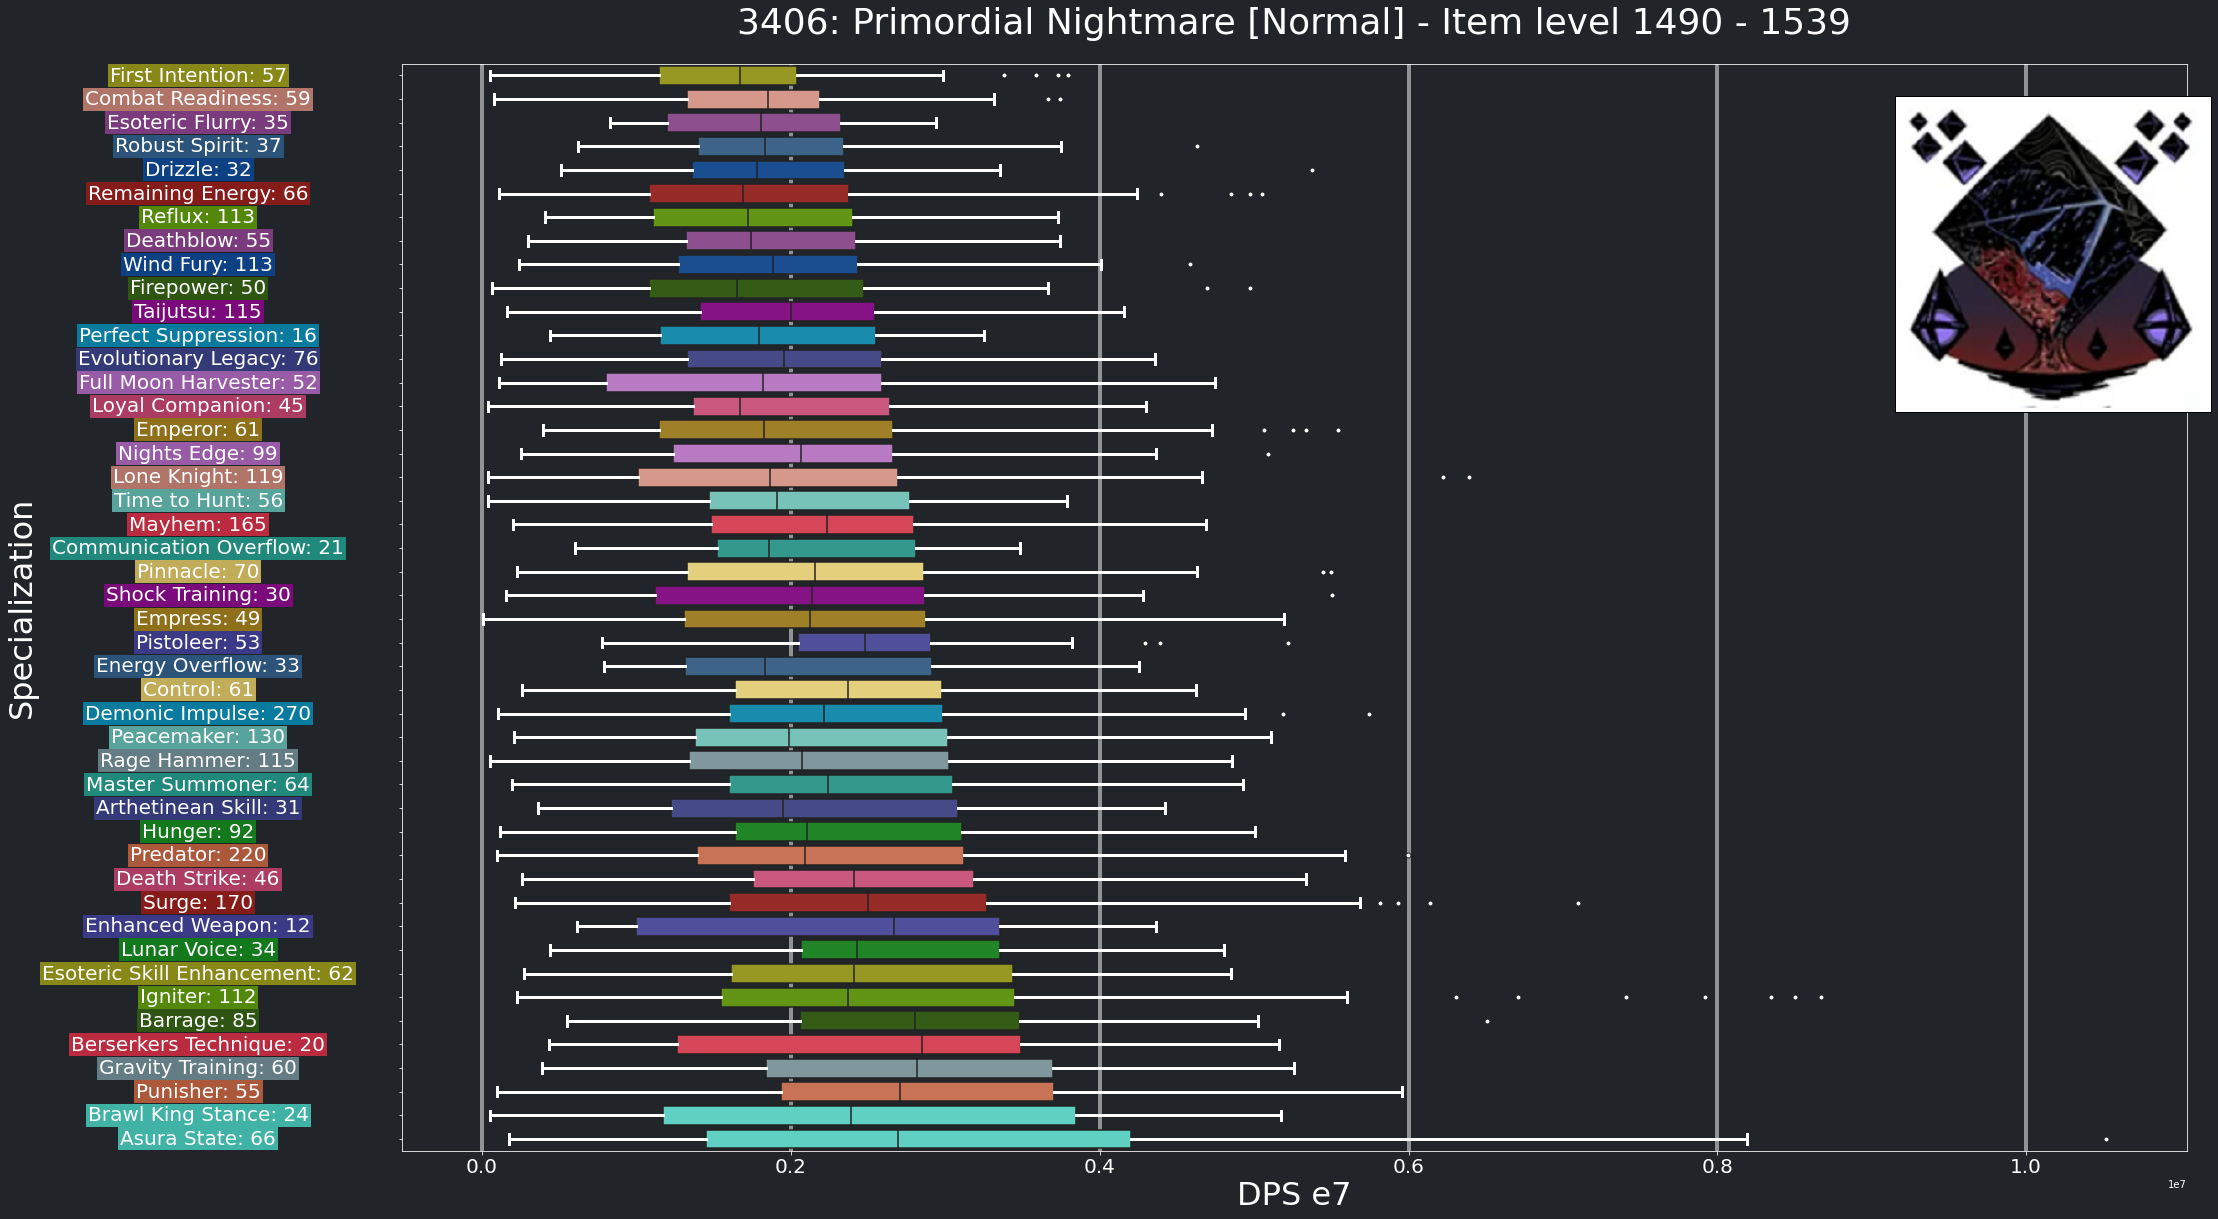 3406: Primordial Nightmare [Normal] - Item level 1490 - 1539
Specialization
First Intention: 57
Combat Readiness: 59
Esoteric Flurry: 35
Robust Spirit: 37
Drizzle: 32
Remaining Energy: 66
Reflux: 113
Deathblow: 55
Wind Fury: 113
Firepower: 50
Taijutsu: 115
Perfect Suppression: 16
Evolutionary Legacy: 76
Full Moon Harvester: 52
Loyal Companion: 45
Emperor: 61
Nights Edge: 99
Lone Knight: 119
Time to Hunt: 56
Mayhem: 165
Communication Overflow: 21
Pinnacle: 70
Shock Training: 30
Empress: 49
Pistoleer: 53
Energy Overflow: 33
Control: 61
Demonic Impulse: 270
Peacemaker: 130
Rage Hammer: 115
Master Summoner: 64
Arthetinean Skill: 31
Hunger: 92
Predator: 220
Death Strike: 46
Surge: 170
Enhanced Weapon: 12
Lunar Voice: 34
Esoteric Skill Enhancement: 62
Igniter: 112
Barrage: 85
Berserkers Technique: 20
Gravity Training: 60
Punisher: 55
Brawl King Stance: 24
Asura State: 66
0.0 0.2 0.4 0.6 0.8 1.0
1e7
DPS e7